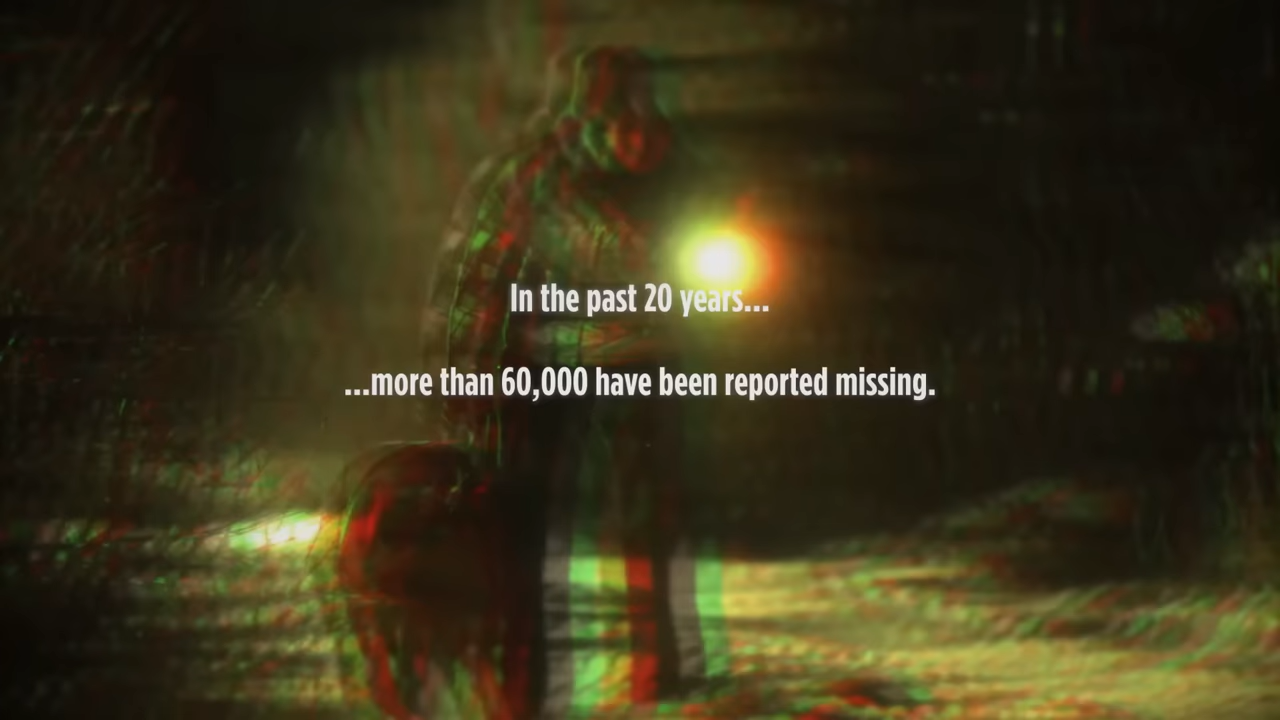 In the past 20 years...
...more than 60,000 have been reported missing.